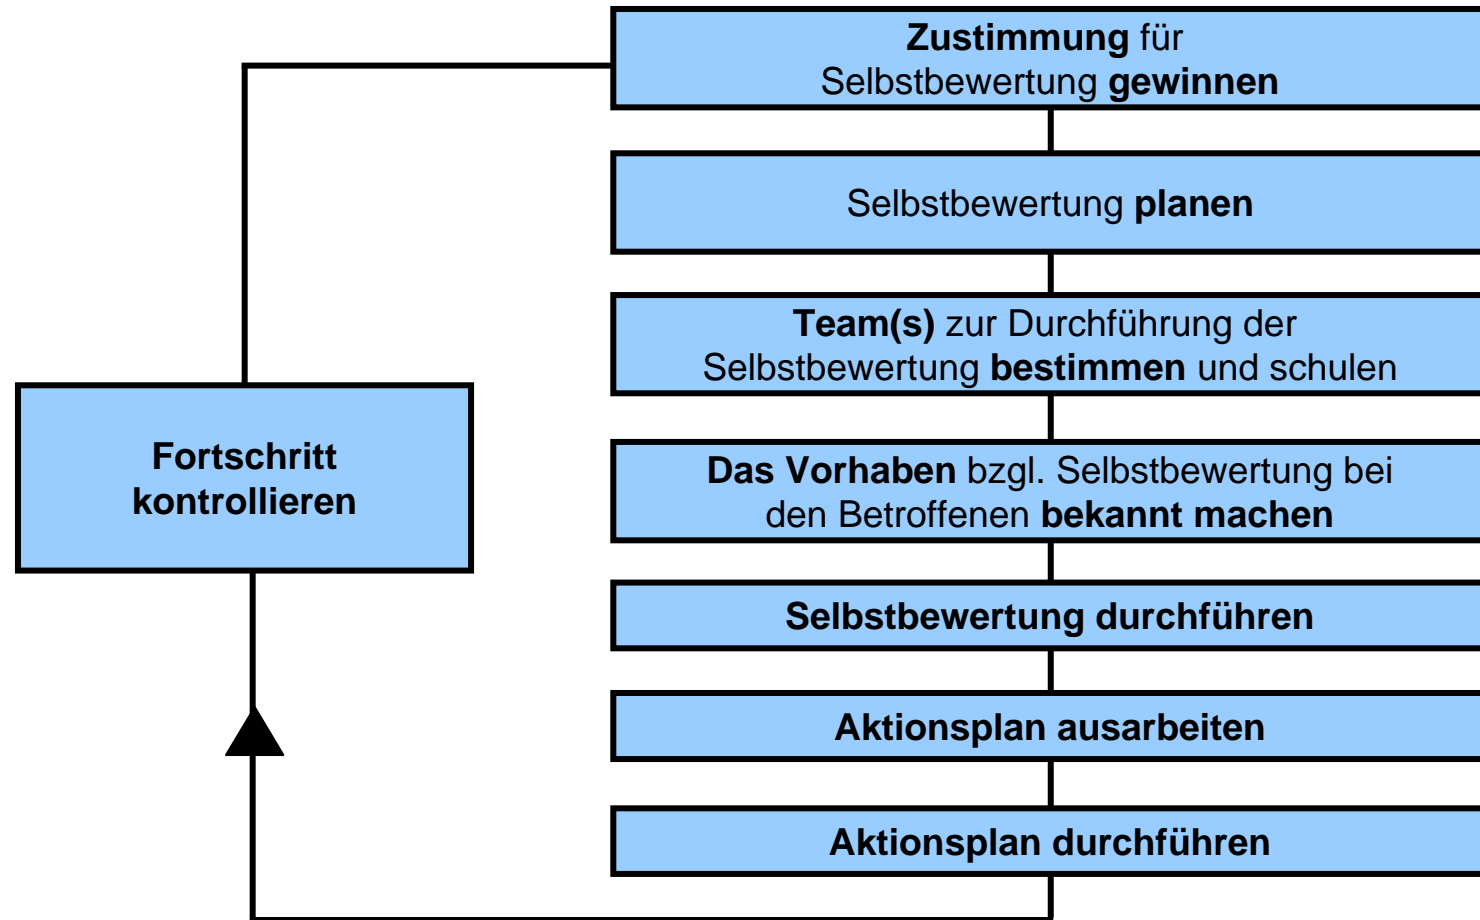 Zustimmung für
Selbstbewertung gewinnen
Selbstbewertung planen
Team(s) zur Durchführung der
Selbstbewertung bestimmen und schulen
Fortschritt
kontrollieren
Das Vorhaben bzgl. Selbstbewertung bei
den Betroffenen bekannt machen
Selbstbewertung durchführen
Aktionsplan ausarbeiten
Aktionsplan durchführen